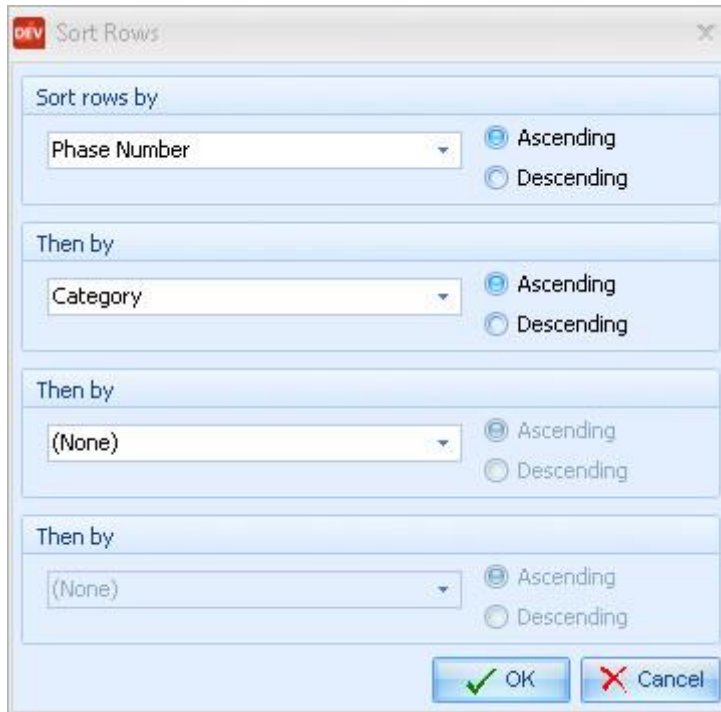 DÉV Sort Rows
Sort rows by
Phase Number
Ascending
Descending
Then by
Category
Ascending
Descending
Then by
(None)
Ascending
Descending
Then by
(None)
Ascending
Descending
OK Cancel